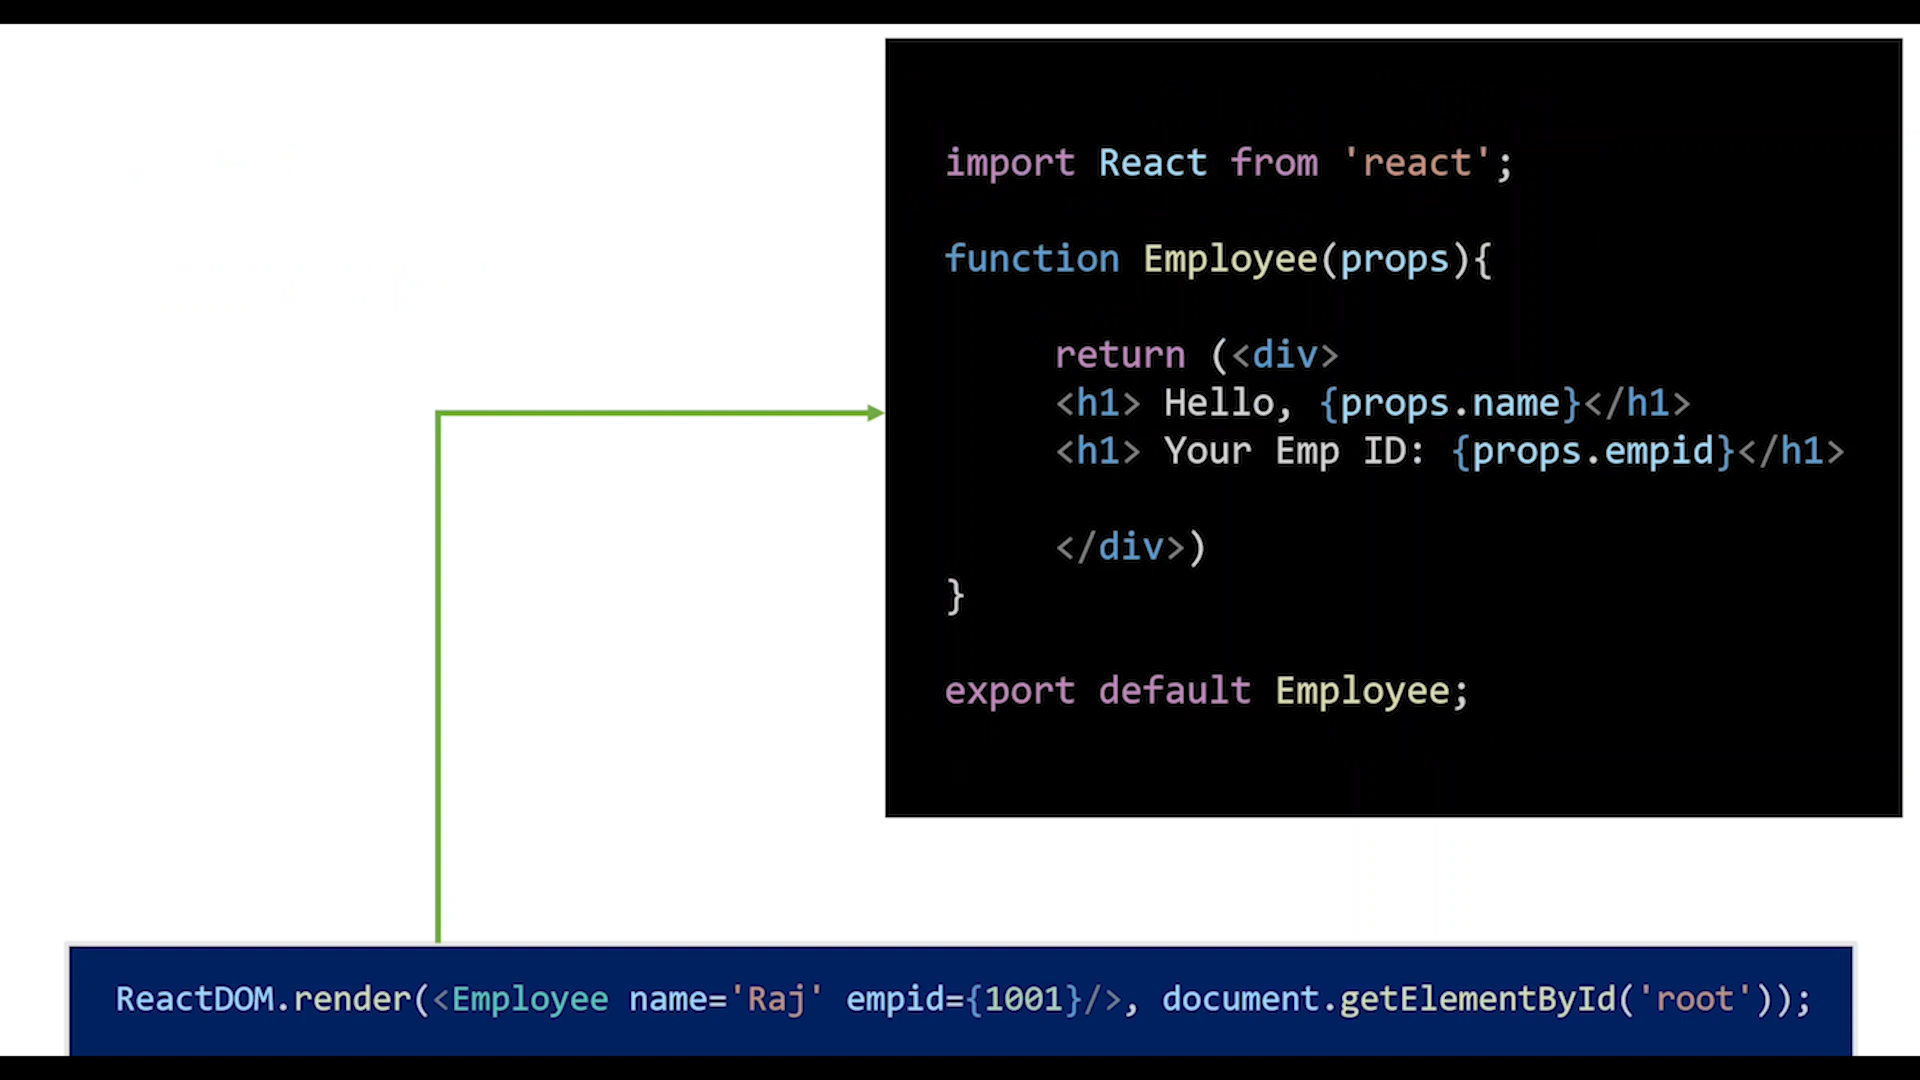 import React from 'react';
function Employee(props){
return (<div>
<h1> Hello, {props.name}</h1>
<h1> Your Emp ID: {props.empid}</h1>
</div>)
}
export default Employee;
ReactDOM.render(<Employee name='Raj' empid={1001}/>, document.getElementById('root'));